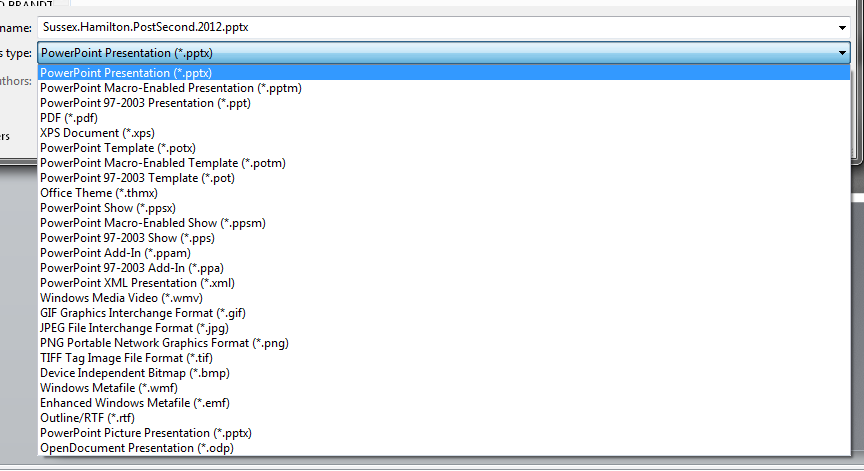 name: Sussex.Hamilton.PostSecond.2012.pptx
s type: PowerPoint Presentation (*.pptx)
PowerPoint Presentation (*.pptx)
uthors:
PowerPoint Macro-Enabled Presentation (*.pptm)
PowerPoint 97-2003 Presentation (*.ppt)
PDF (*.pdf)
ers
XPS Document (*.xps)
PowerPoint Template (*.potx)
PowerPoint Macro-Enabled Template (*.potm)
PowerPoint 97-2003 Template (*.pot)
Office Theme (*.thmx)
PowerPoint Show (*.ppsx)
PowerPoint Macro-Enabled Show (*.ppsm)
PowerPoint 97-2003 Show (*.pps)
PowerPoint Add-In (*.ppam)
PowerPoint 97-2003 Add-In (*.ppa)
PowerPoint XML Presentation (*.xml)
Windows Media Video (*.wmv)
GIF Graphics Interchange Format (*.gif)
JPEG File Interchange Format (*.jpg)
PNG Portable Network Graphics Format (*.png)
TIFF Tag Image File Format (*.tif)
Device Independent Bitmap (*.bmp)
Windows Metafile (*.wmf)
Enhanced Windows Metafile (*.emf)
Outline/RTF (*.rtf)
PowerPoint Picture Presentation (*.pptx)
OpenDocument Presentation (*.odp)